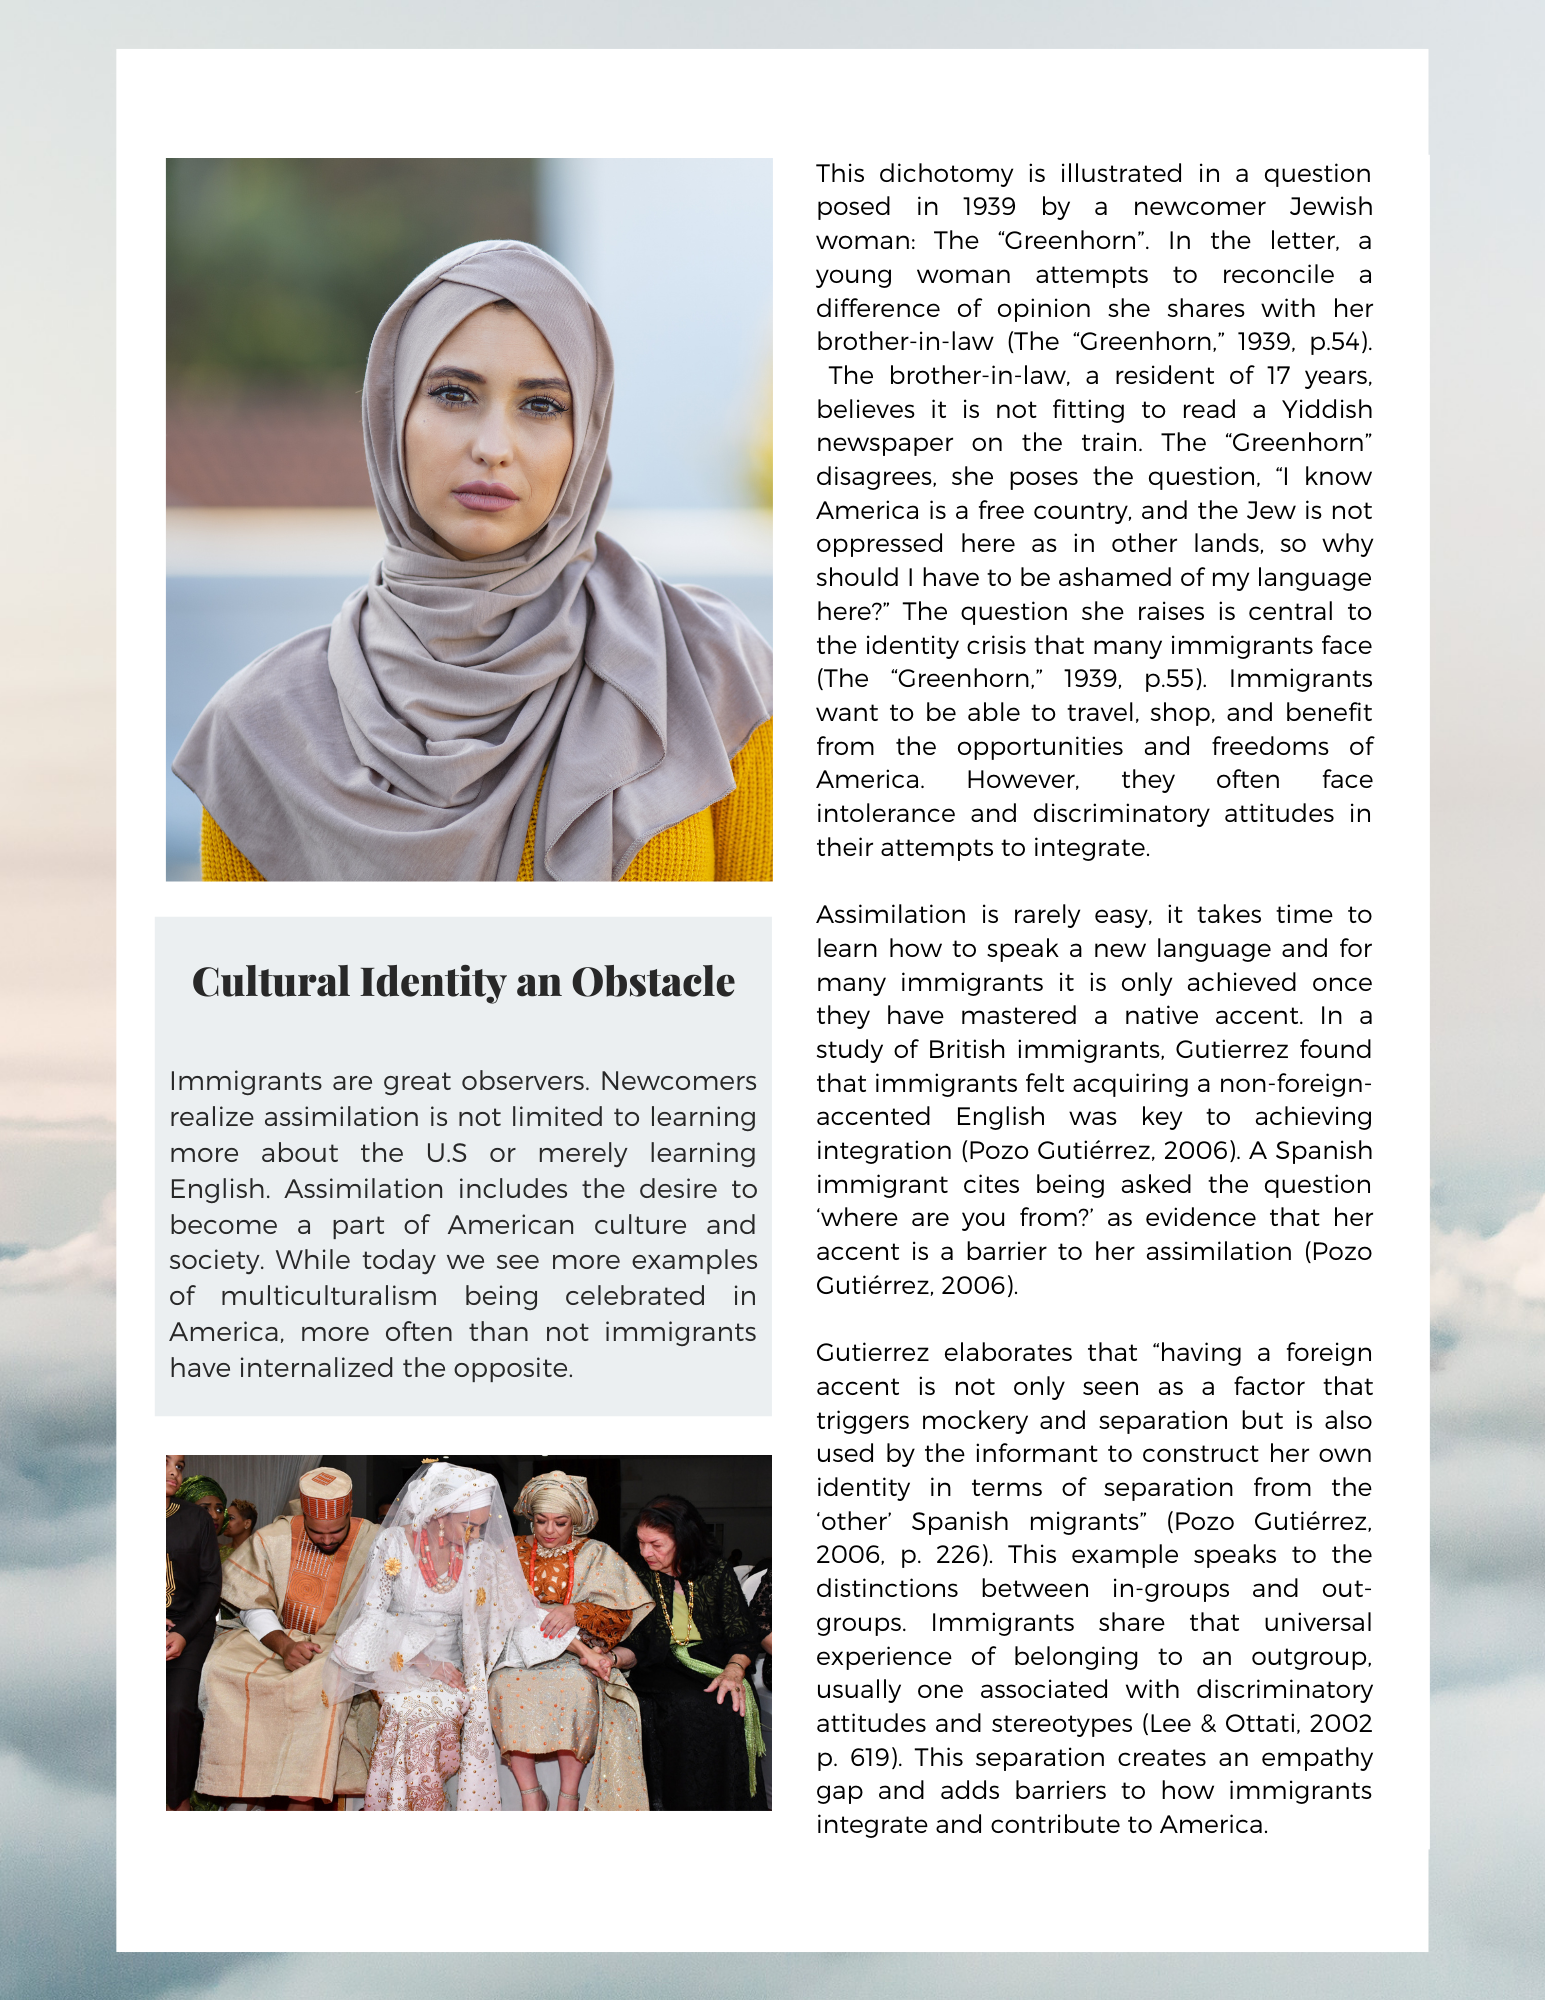 Cultural Identity an Obstacle
Immigrants are great observers. Newcomers
realize assimilation is not limited to learning
more about the U.S or merely learning
English. Assimilation includes the desire to
become a part of American culture and
society. While today we see more examples
of multiculturalism being celebrated in
America, more often than not immigrants
have internalized the opposite.
This dichotomy is illustrated in a question
posed in 1939 by a newcomer Jewish
woman: The “Greenhorn”. In the letter, a
young woman attempts to reconcile a
difference of opinion she shares with her
brother-in-law (The “Greenhorn,” 1939, p.54).
The brother-in-law, a resident of 17 years,
believes it is not fitting to read a Yiddish
newspaper on the train. The “Greenhorn”
disagrees, she poses the question, “I know
America is a free country, and the Jew is not
oppressed here as in other lands, so why
should I have to be ashamed of my language
here?” The question she raises is central to
the identity crisis that many immigrants face
(The “Greenhorn,” 1939, p.55). Immigrants
want to be able to travel, shop, and benefit
from the opportunities and freedoms of
America. However, they often face
intolerance and discriminatory attitudes in
their attempts to integrate.
Assimilation is rarely easy, it takes time to
learn how to speak a new language and for
many immigrants it is only achieved once
they have mastered a native accent. In a
study of British immigrants, Gutierrez found
that immigrants felt acquiring a non-foreign-
accented English was key to achieving
integration (Pozo Gutiérrez, 2006). A Spanish
immigrant cites being asked the question
‘where are you from?’ as evidence that her
accent is a barrier to her assimilation (Pozo
Gutiérrez, 2006).
Gutierrez elaborates that “having a foreign
accent is not only seen as a factor that
triggers mockery and separation but is also
used by the informant to construct her own
identity in terms of separation from the
‘other’ Spanish migrants” (Pozo Gutiérrez,
2006, p. 226). This example speaks to the
distinctions between in-groups and out-
groups. Immigrants share that universal
experience of belonging to an outgroup,
usually one associated with discriminatory
attitudes and stereotypes (Lee & Ottati, 2002
p. 619). This separation creates an empathy
gap and adds barriers to how immigrants
integrate and contribute to America.